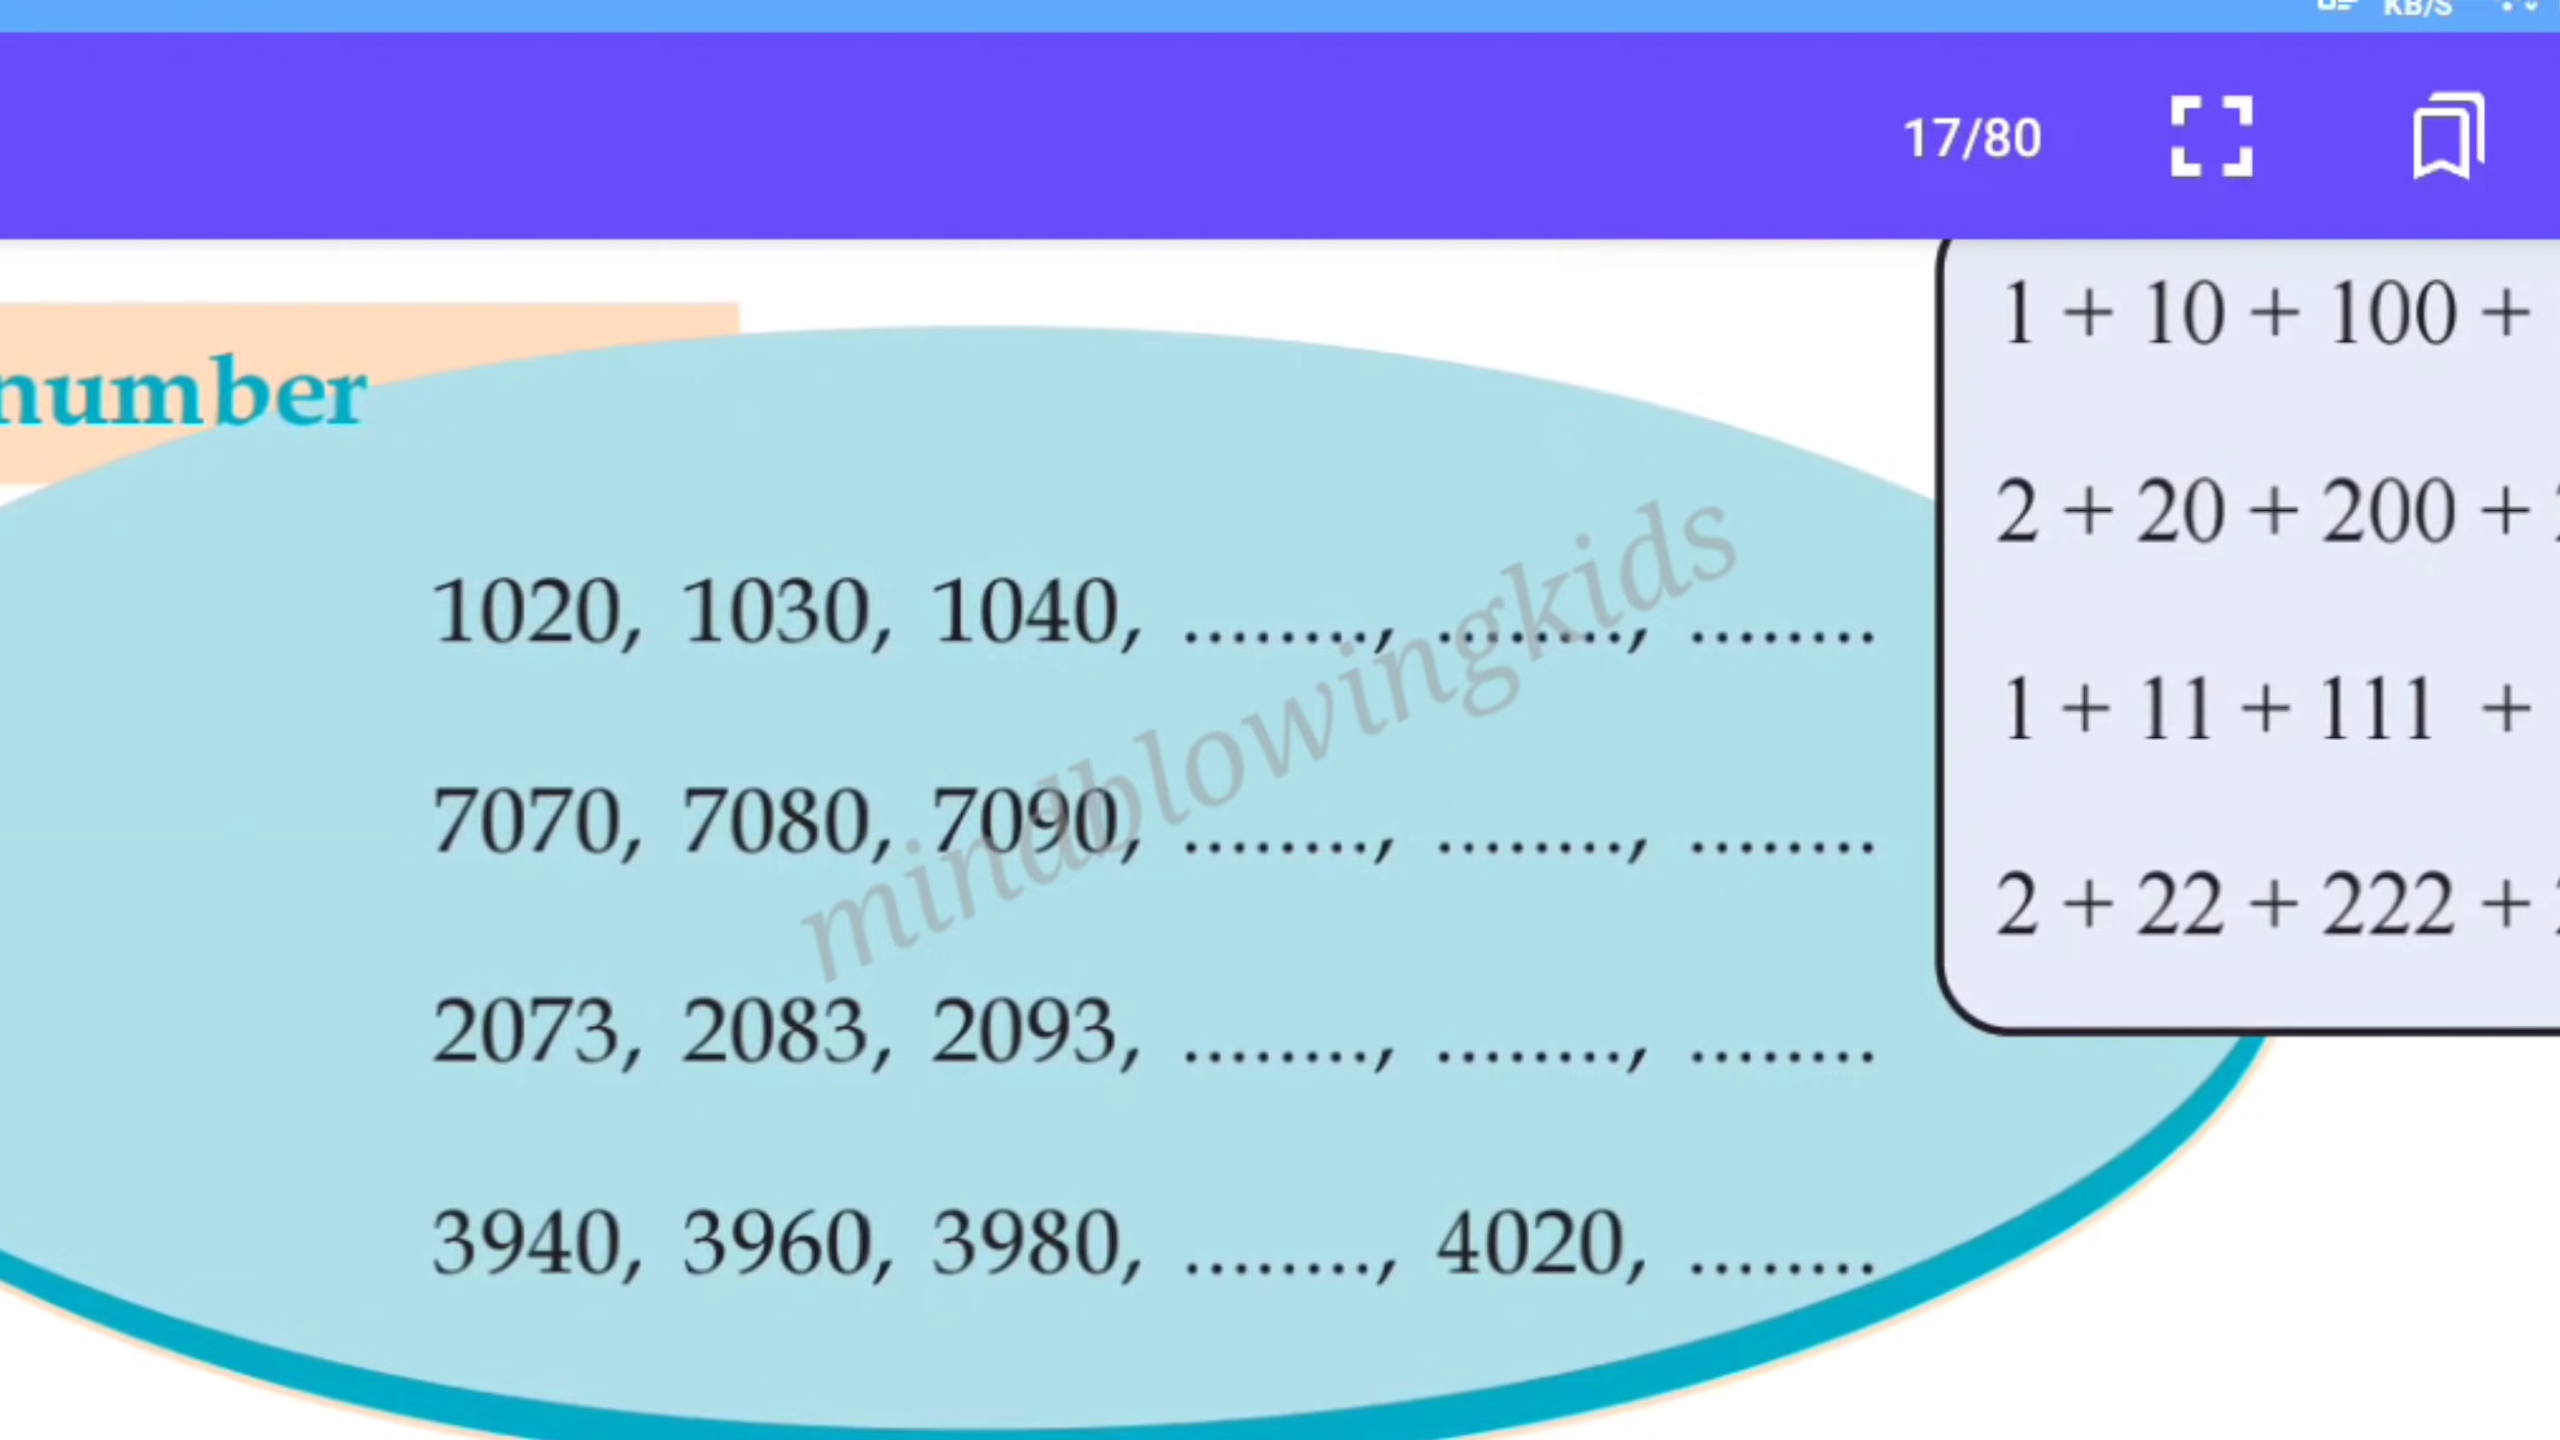 KB/S
17/80
number
1020, 1030, 1040, ........, ........, ........
7070, 7080, 7090, ........, ........, ........
2073, 2083, 2093, ........, ........, ........
3940, 3960, 3980, ........, 4020, ........
1 + 10 + 100 +
2 + 20 + 200 +
1 + 11 + 111 +
2 + 22 + 222 +
mindblowingkids